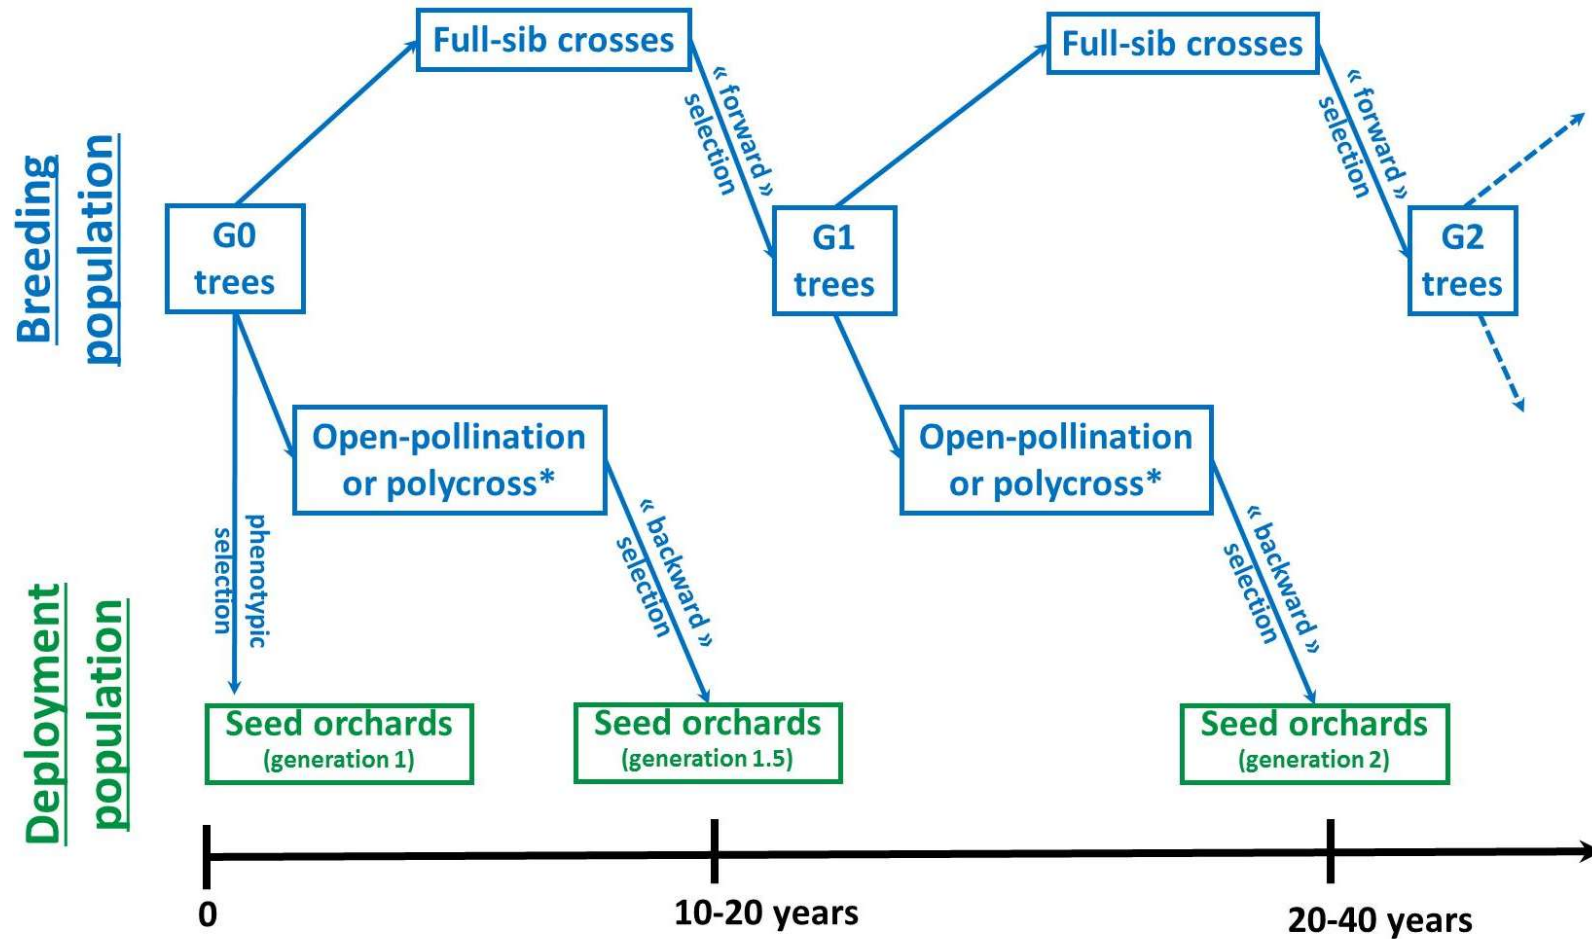 Full-sib crosses
Full-sib crosses
« forward »
selection
« forward »
selection
Breeding
population
G0
trees
G1
trees
G2
trees
Open-pollination
or polycross*
Open-pollination
or polycross*
phenotypic
selection
« backward »
selection
« backward »
selection
Deployment
population
Seed orchards
(generation 1)
Seed orchards
(generation 1.5)
Seed orchards
(generation 2)
0
10-20 years
20-40 years